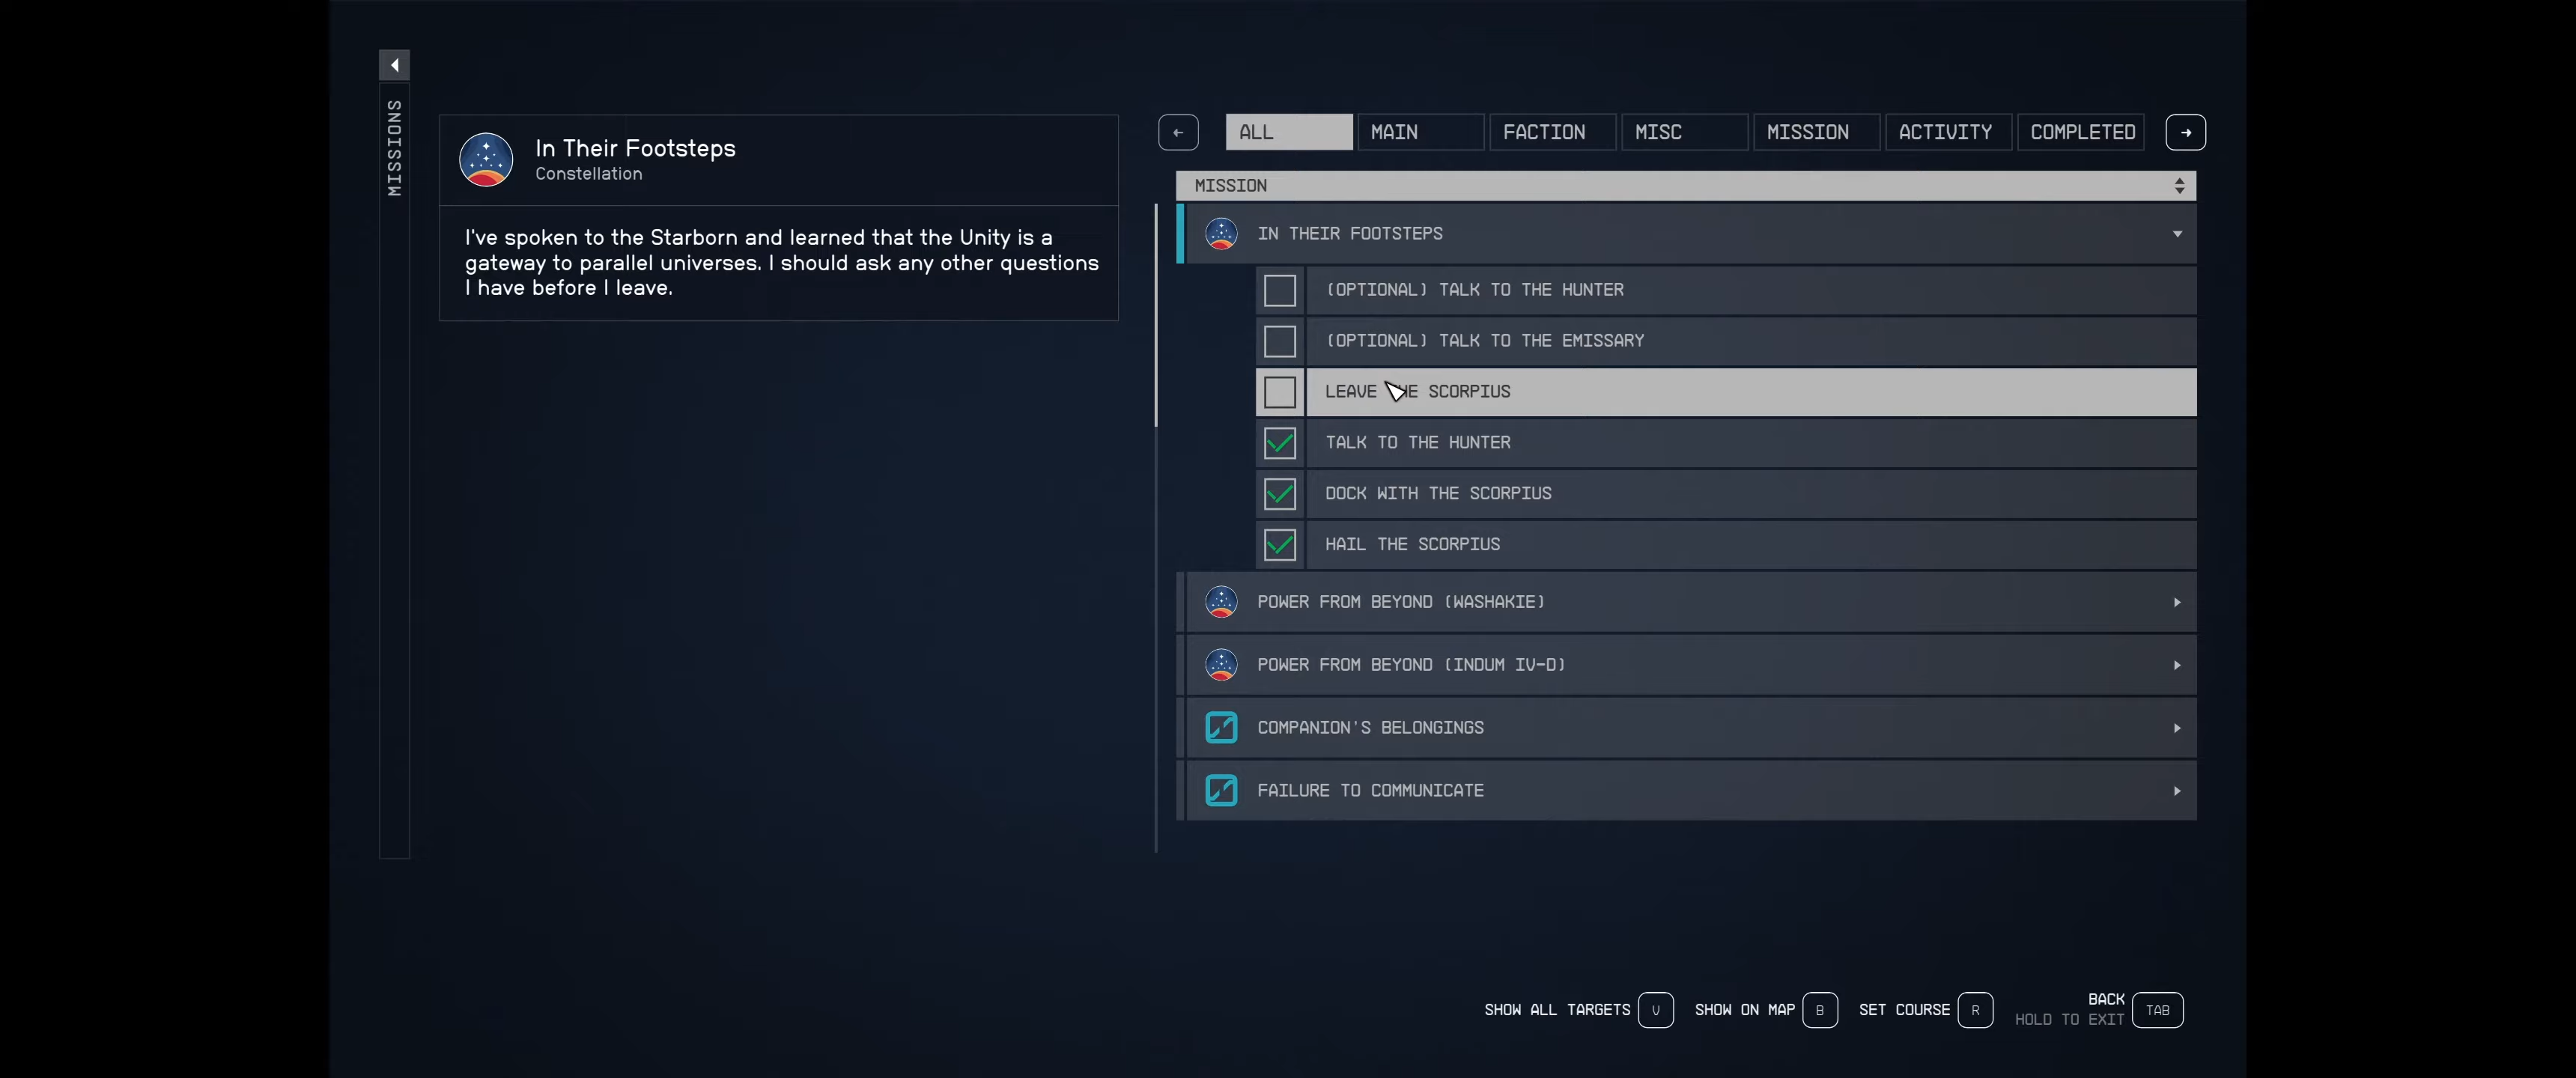 MISSIONS
In Their Footsteps
Constellation
I've spoken to the Starborn and learned that the Unity is a
gateway to parallel universes. I should ask any other questions
I have before I leave.
ALL MAIN FACTION MISC MISSION ACTIVITY COMPLETED
MISSION
IN THEIR FOOTSTEPS
(OPTIONAL) TALK TO THE HUNTER
(OPTIONAL) TALK TO THE EMISSARY
LEAVE THE SCORPIUS
TALK TO THE HUNTER
DOCK WITH THE SCORPIUS
HAIL THE SCORPIUS
POWER FROM BEYOND (WASHAKIE)
POWER FROM BEYOND (INDUM IV-D)
COMPANION'S BELONGINGS
FAILURE TO COMMUNICATE
SHOW ALL TARGETS V SHOW ON MAP B SET COURSE R BACK TAB
HOLD TO EXIT